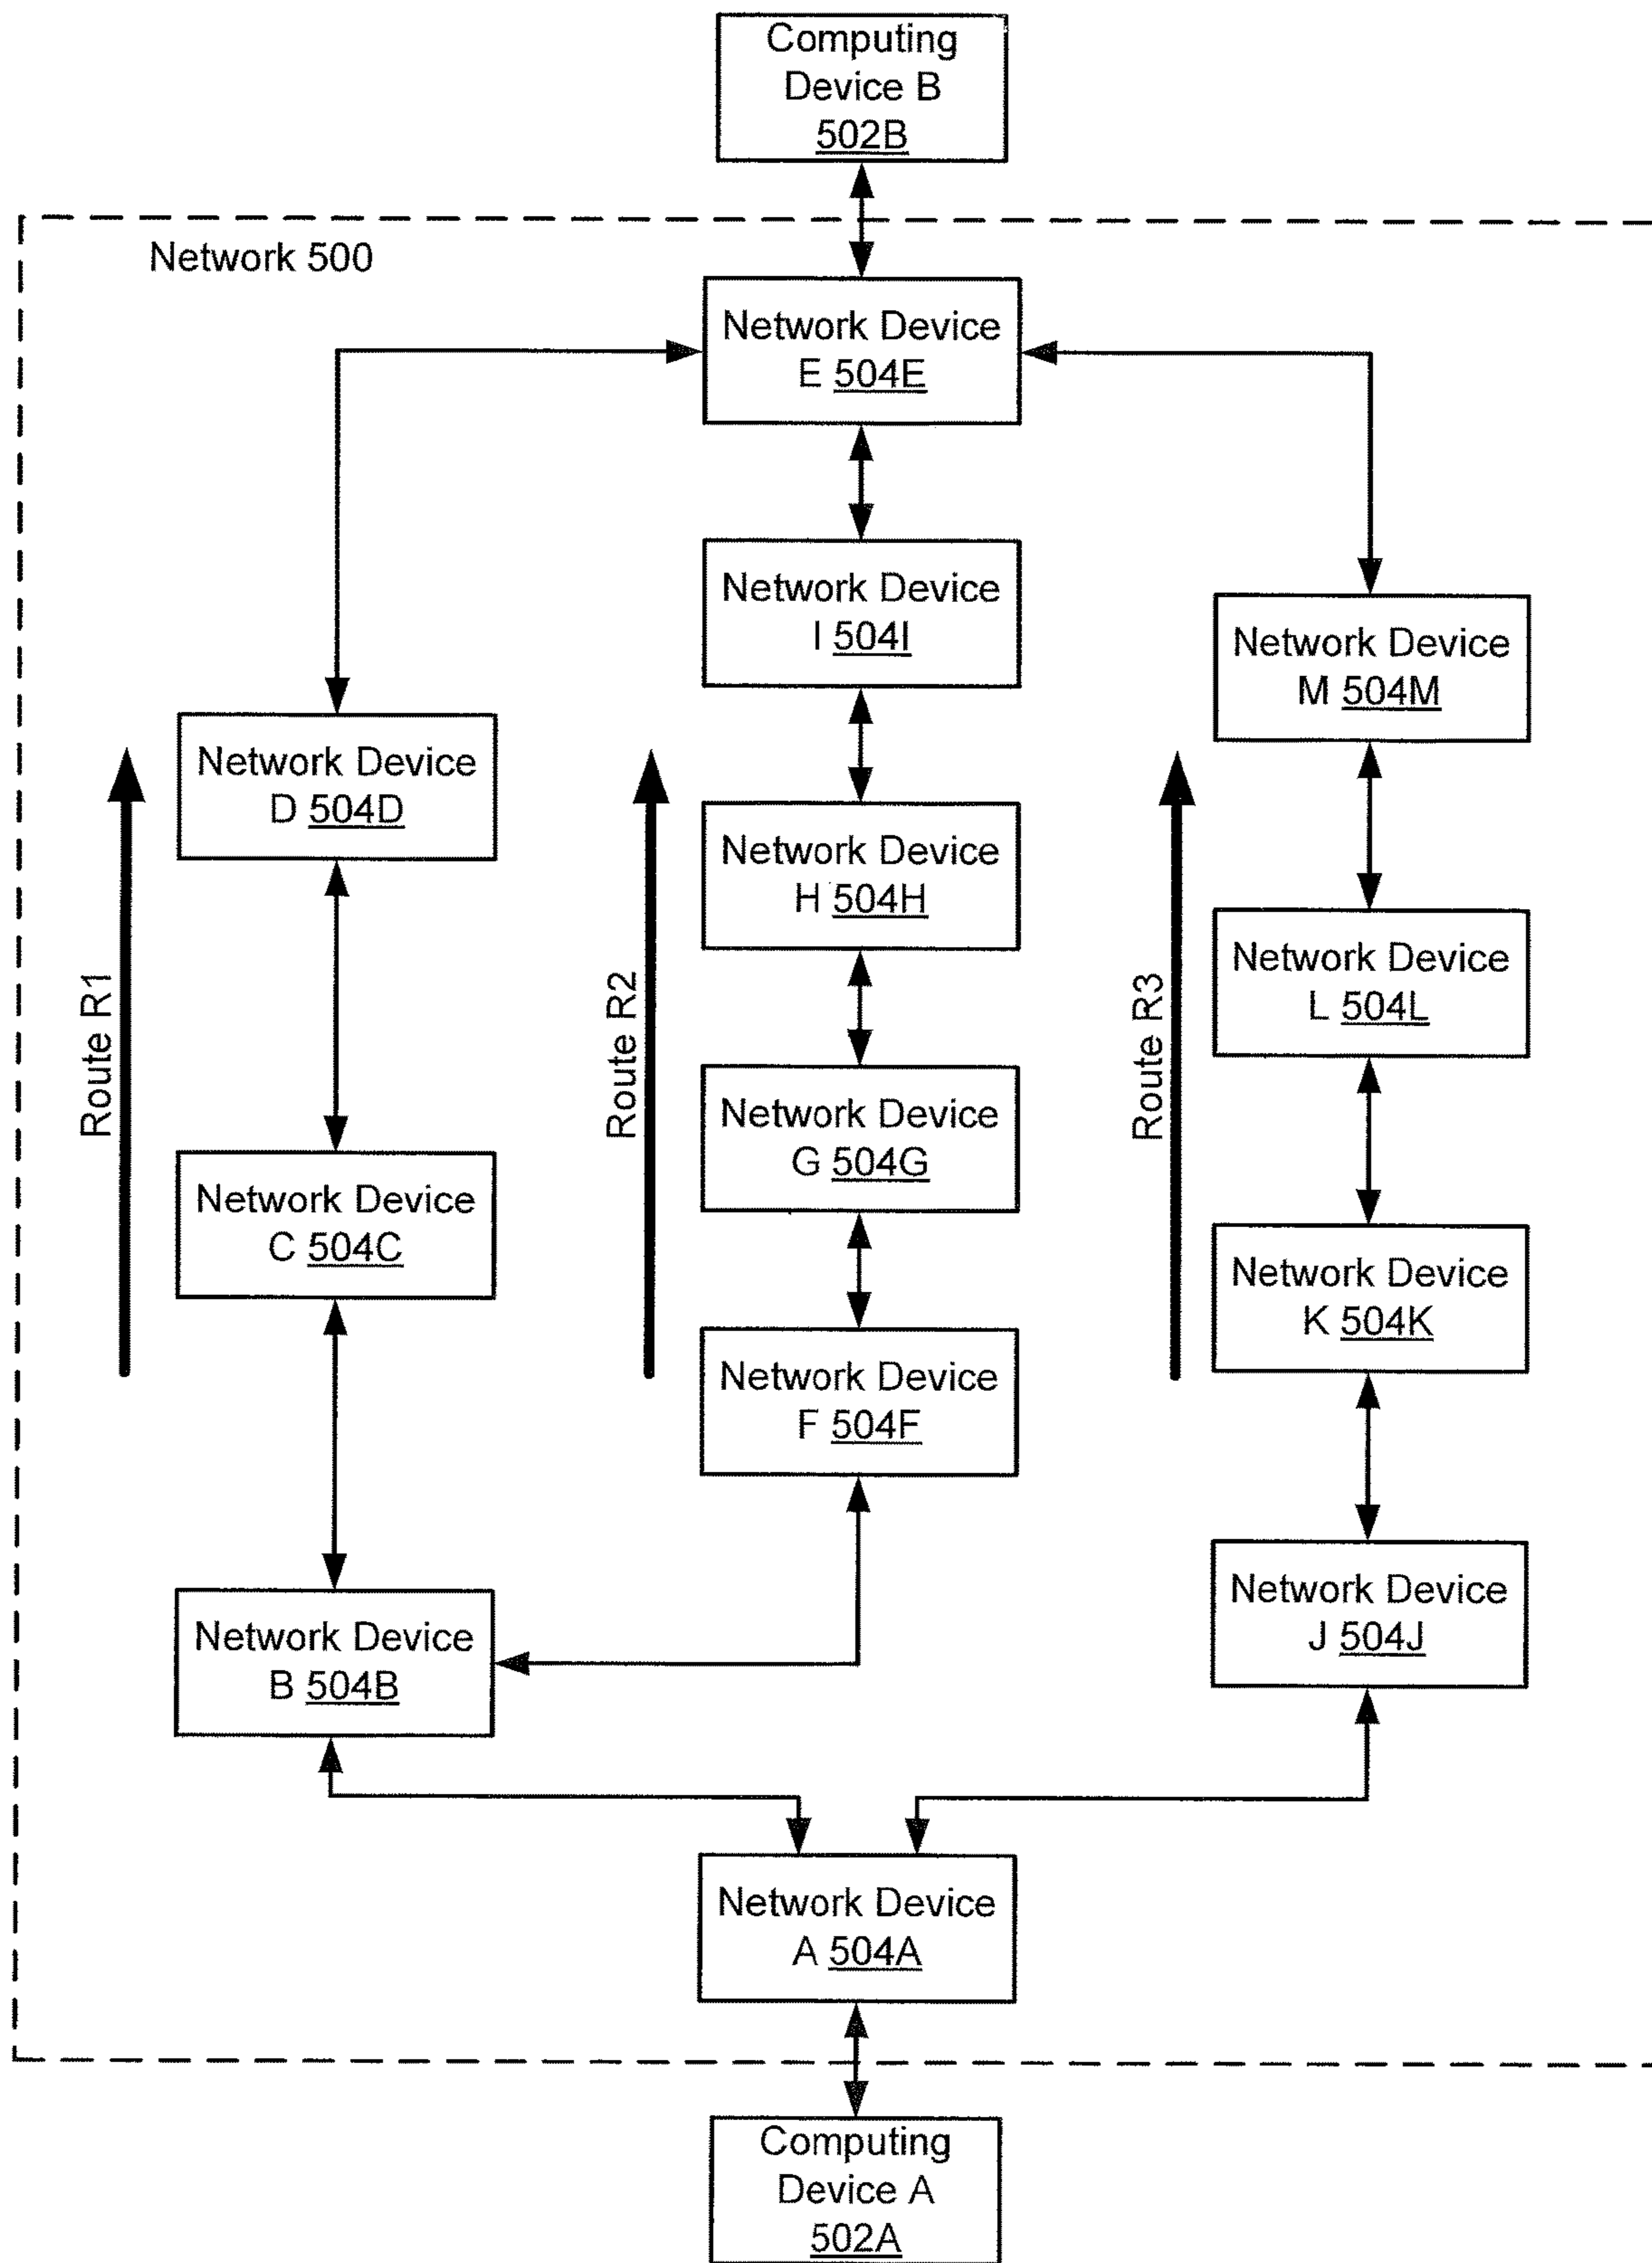 Computing
Device B
502B
Network 500
Network Device
E 504E
Network Device
I 504I
Network Device
M 504M
Network Device
D 504D
Network Device
H 504H
Network Device
L 504L
Route R1
Route R2
Route R3
Network Device
G 504G
Network Device
C 504C
Network Device
K 504K
Network Device
F 504F
Network Device
J 504J
Network Device
B 504B
Network Device
A 504A
Computing
Device A
502A